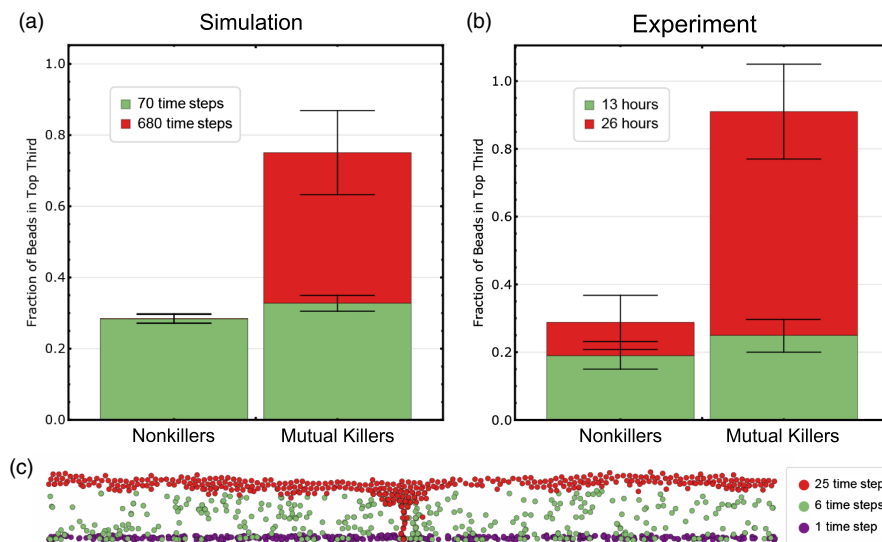 (a)
Simulation
Fraction of Beads in Top Third
1.0
0.8
0.6
0.4
0.2
0.0
70 time steps
680 time steps
Nonkillers
Mutual Killers
(b)
Experiment
Fraction of Beads in Top Third
1.0
0.8
0.6
0.4
0.2
0.0
13 hours
26 hours
Nonkillers
Mutual Killers
(c)
25 time step
6 time steps
1 time step